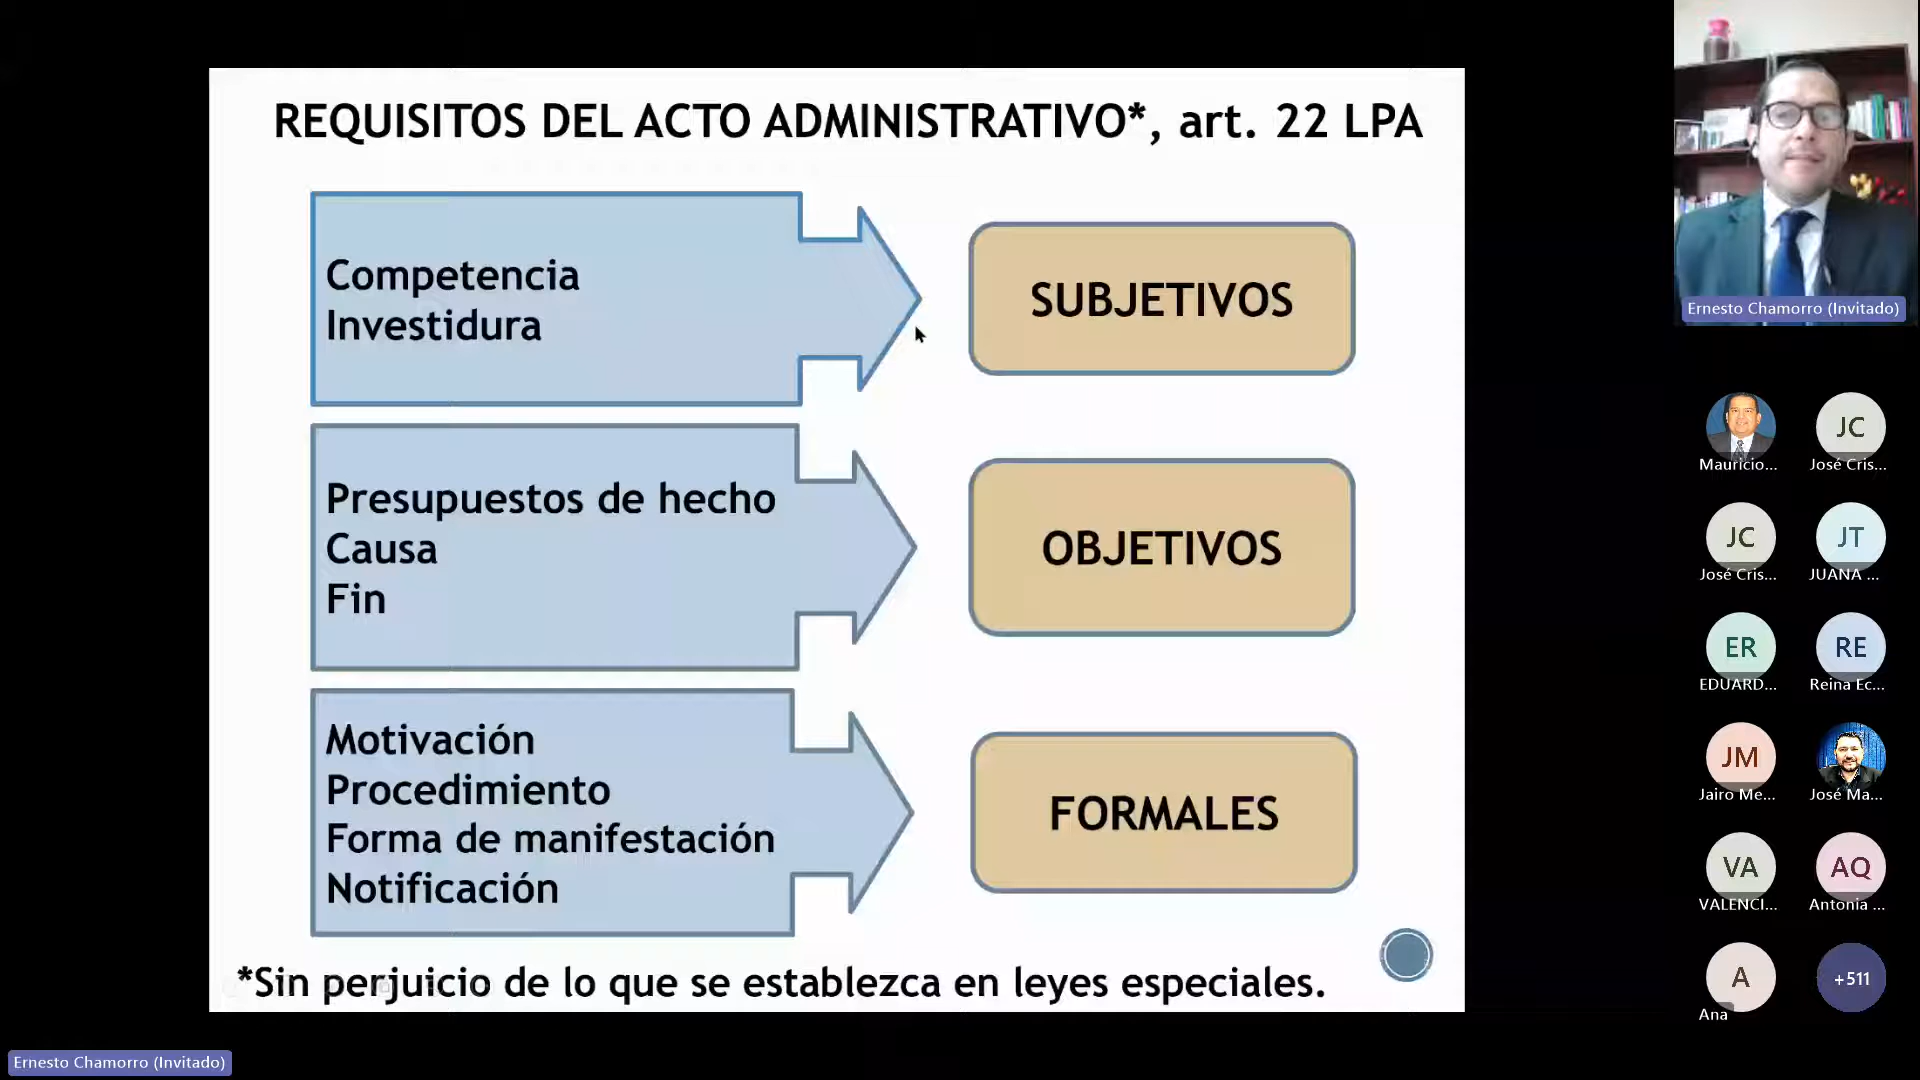 REQUISITOS DEL ACTO ADMINISTRATIVO*, art. 22 LPA
Competencia
Investidura
SUBJETIVOS
Presupuestos de hecho
Causa
Fin
OBJETIVOS
Motivación
Procedimiento
Forma de manifestación
Notificación
FORMALES
*Sin perjuicio de lo que se establezca en leyes especiales.
Ernesto Chamorro (Invitado)
Mauricio...
JC
José Cris...
JC
José Cris...
JT
JUANA ...
ER
EDUARD...
RE
Reina Ec...
JM
Jairo Me...
José Ma...
VA
VALENCI...
AQ
Antonia ...
A
Ana
+511
Ernesto Chamorro (Invitado)